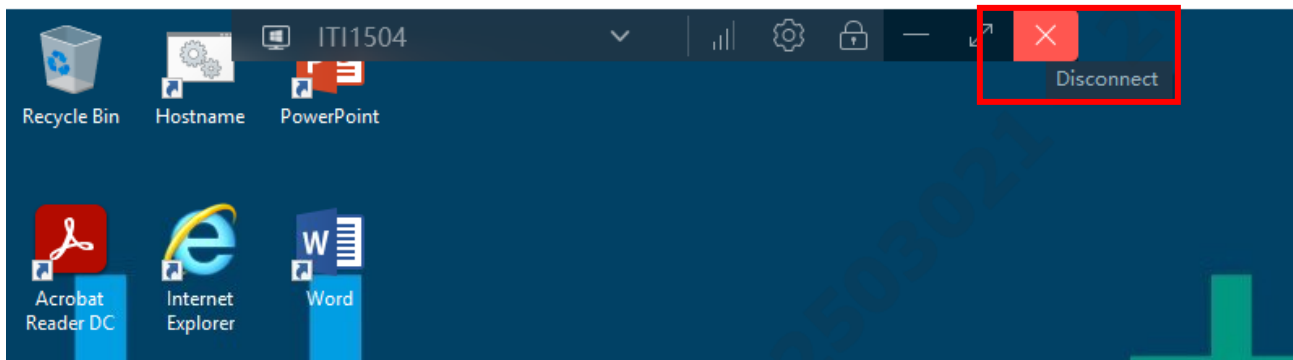 ITI1504
Disconnect
Recycle Bin
Hostname
PowerPoint
Acrobat
Reader DC
Internet
Explorer
Word